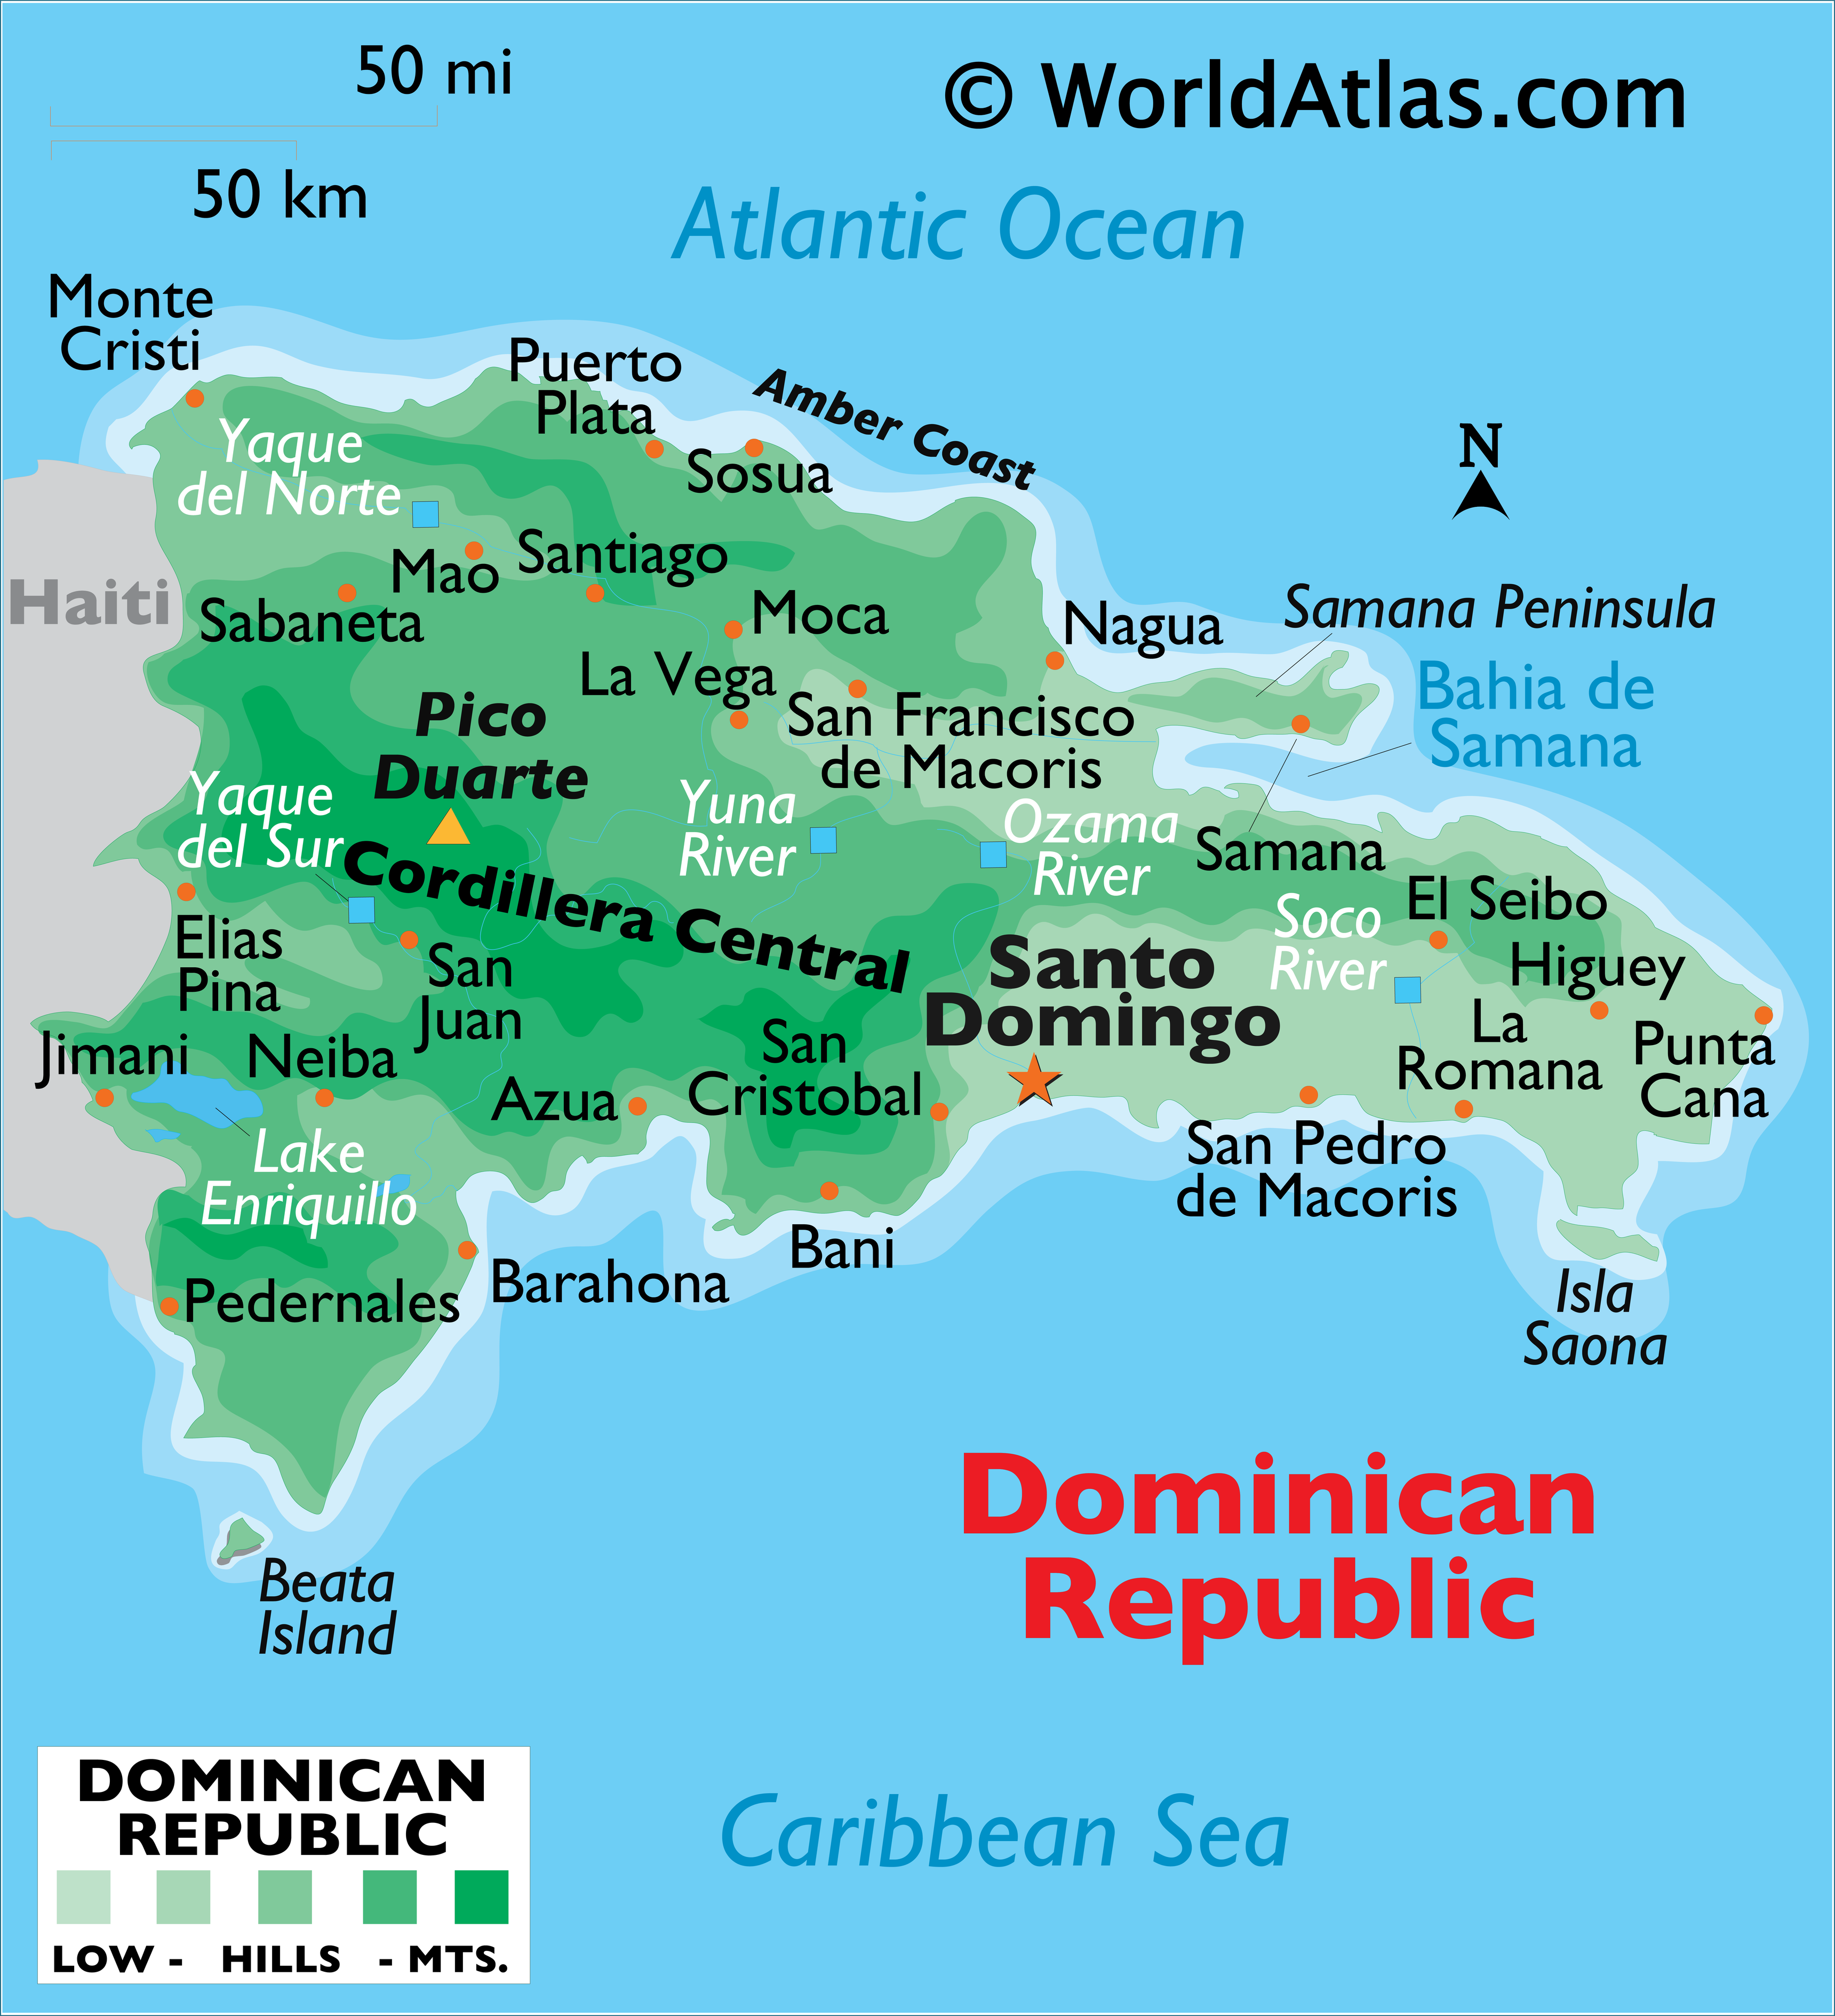 50 mi
50 km
© WorldAtlas.com
Atlantic Ocean
Monte
Cristi
Puerto
Plata
Amber Coast
Sosua
N
Yaque
del Norte
Haiti
Mao
Santiago
Sabaneta
Moca
Nagua
Samana Peninsula
La Vega
Bahia de
Samana
Pico
Duarte
San Francisco
de Macoris
Yaque
del Sur
Yuna
River
Ozama
River
Samana
Cordillera Central
El Seibo
Soco
River
Elias
Pina
San
Juan
Santo
Domingo
Higuey
La
Romana
Punta
Cana
Jimani
Neiba
Azua
San
Cristobal
Lake
Enriquillo
San Pedro
de Macoris
Bani
Barahona
Pedernales
Isla
Saona
Beata
Island
Dominican
Republic
Caribbean Sea
DOMINICAN
REPUBLIC
LOW - HILLS - MTS.